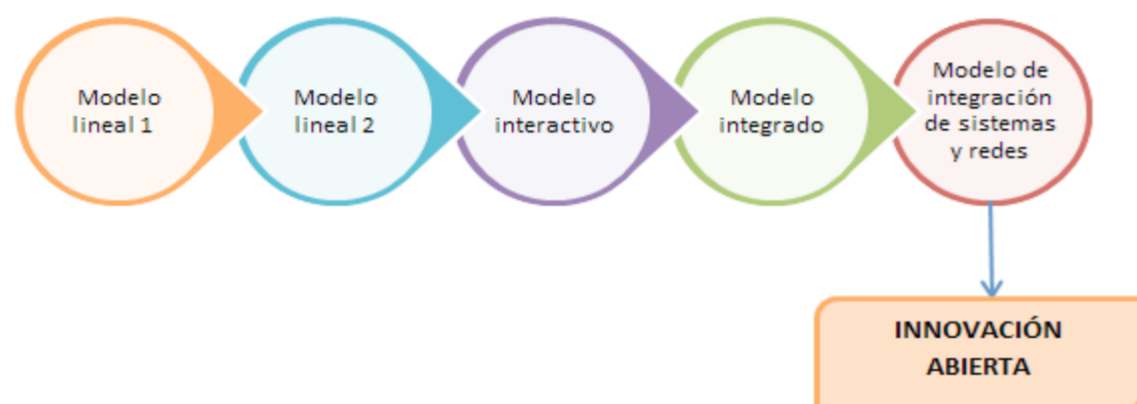 Modelo
lineal 1
Modelo
lineal 2
Modelo
interactivo
Modelo
integrado
Modelo de
integración
de sistemas
y redes
INNOVACIÓN
ABIERTA